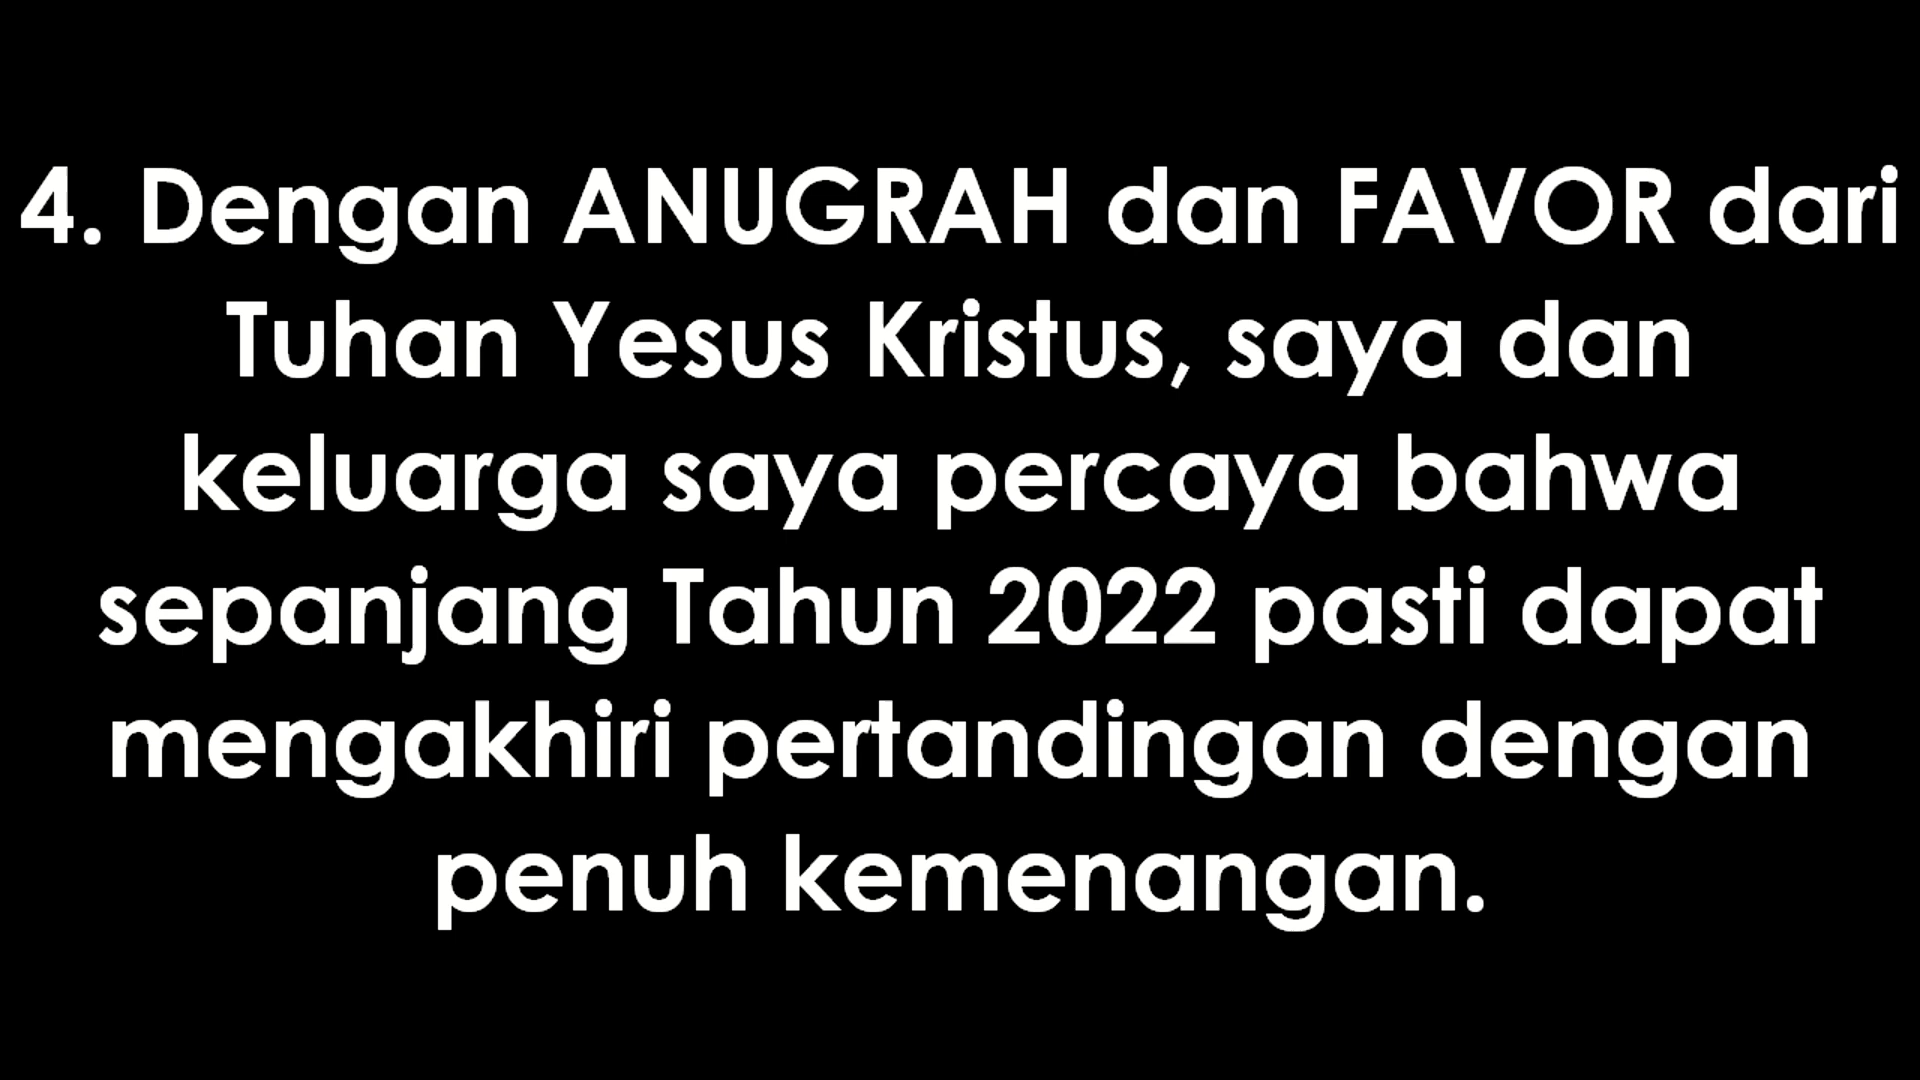 4. Dengan ANUGRAH dan FAVOR dari
Tuhan Yesus Kristus, saya dan
keluarga saya percaya bahwa
sepanjang Tahun 2022 pasti dapat
mengakhiri pertandingan dengan
penuh kemenangan.